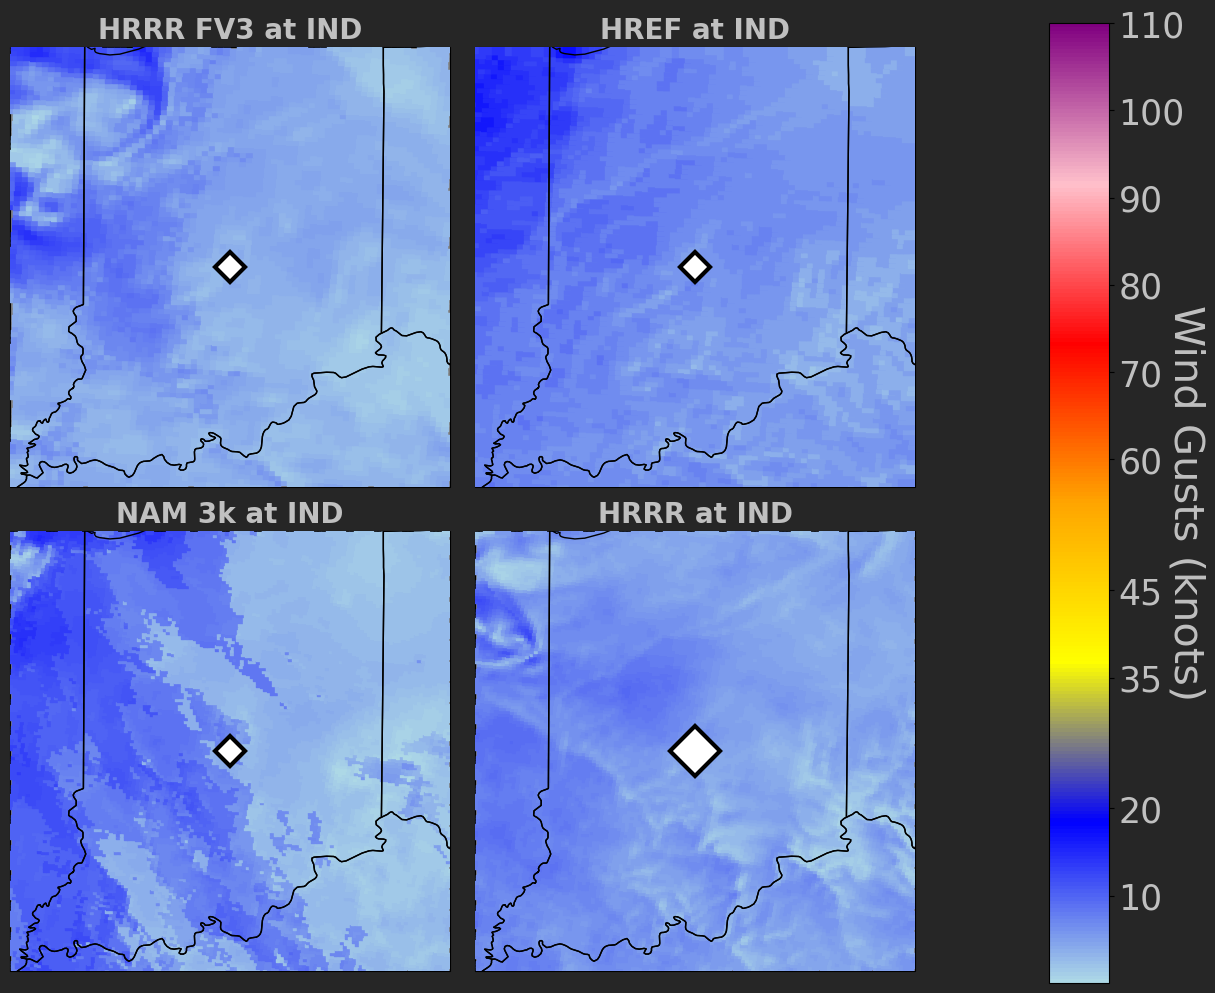 HRRR FV3 at IND
HREF at IND
NAM 3k at IND
HRRR at IND
110
100
90
80
70
60
45
35
20
10
Wind Gusts (knots)